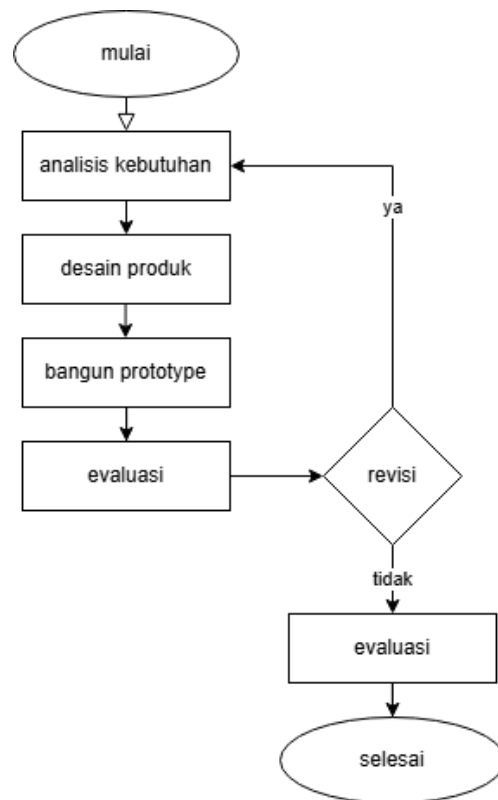 mulai
analisis kebutuhan
ya
desain produk
bangun prototype
evaluasi
revisi
tidak
evaluasi
selesai